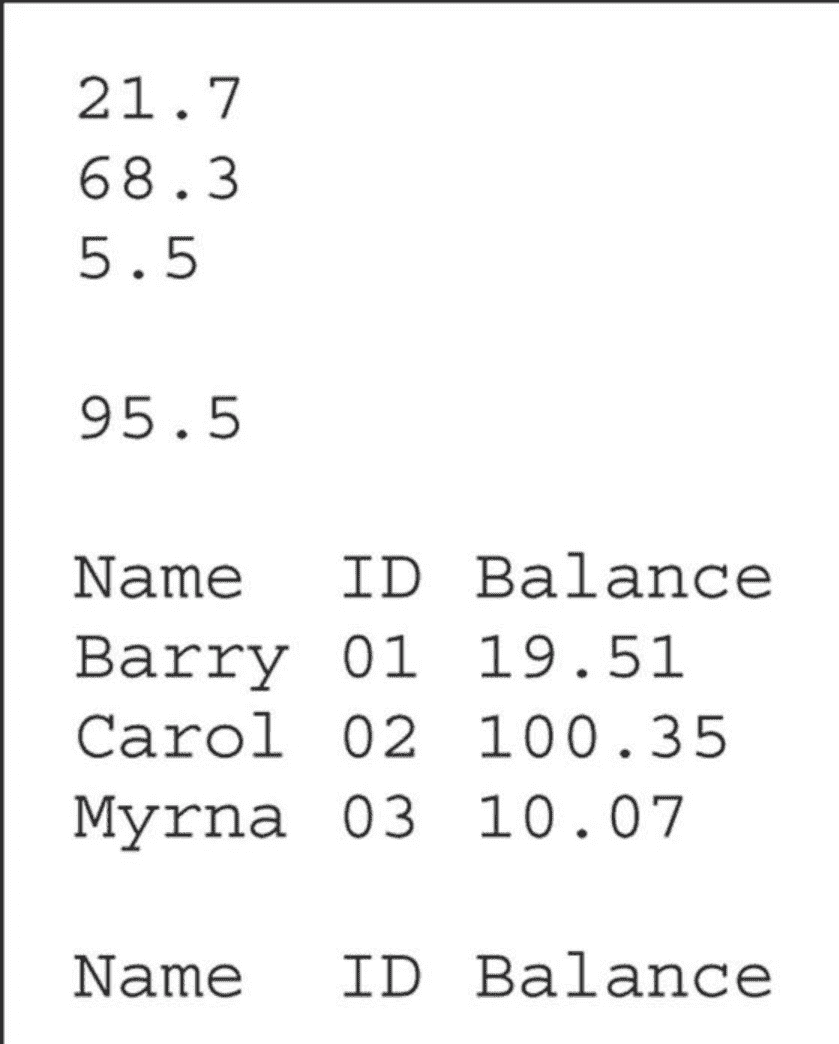 21.7
68.3
5.5
95.5
Name ID Balance
Barry 01 19.51
Carol 02 100.35
Myrna 03 10.07
Name ID Balance